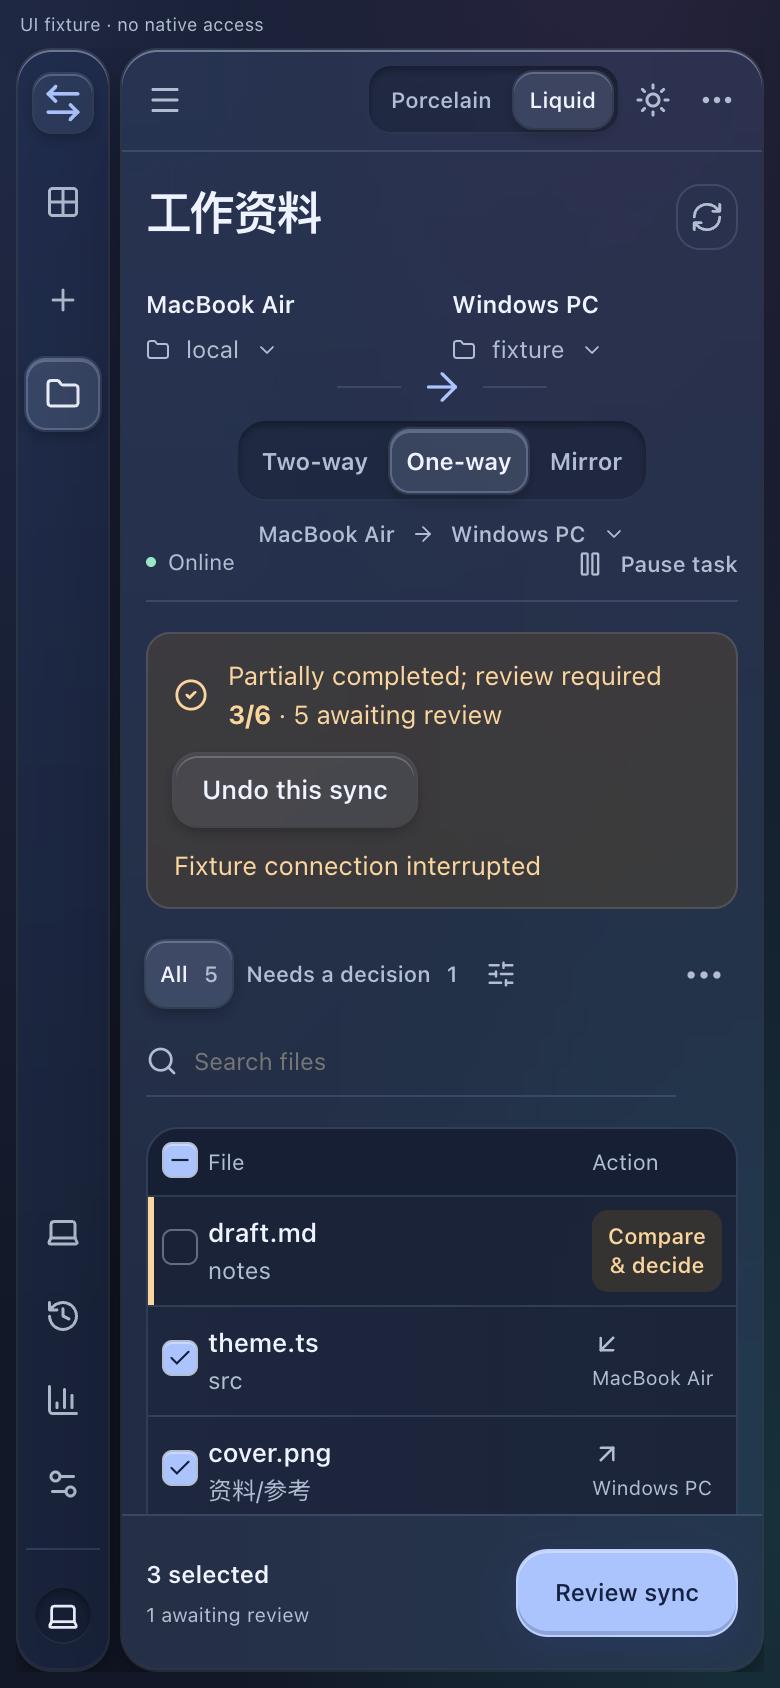 UI fixture · no native access
Porcelain Liquid
工作资料
MacBook Air Windows PC
local fixture
Two-way One-way Mirror
MacBook Air → Windows PC
Online Pause task
Partially completed; review required
3/6 · 5 awaiting review
Undo this sync
Fixture connection interrupted
All 5 Needs a decision 1
Search files
File Action
draft.md
notes
Compare
& decide
theme.ts
src
MacBook Air
cover.png
资料/参考
Windows PC
3 selected
1 awaiting review
Review sync